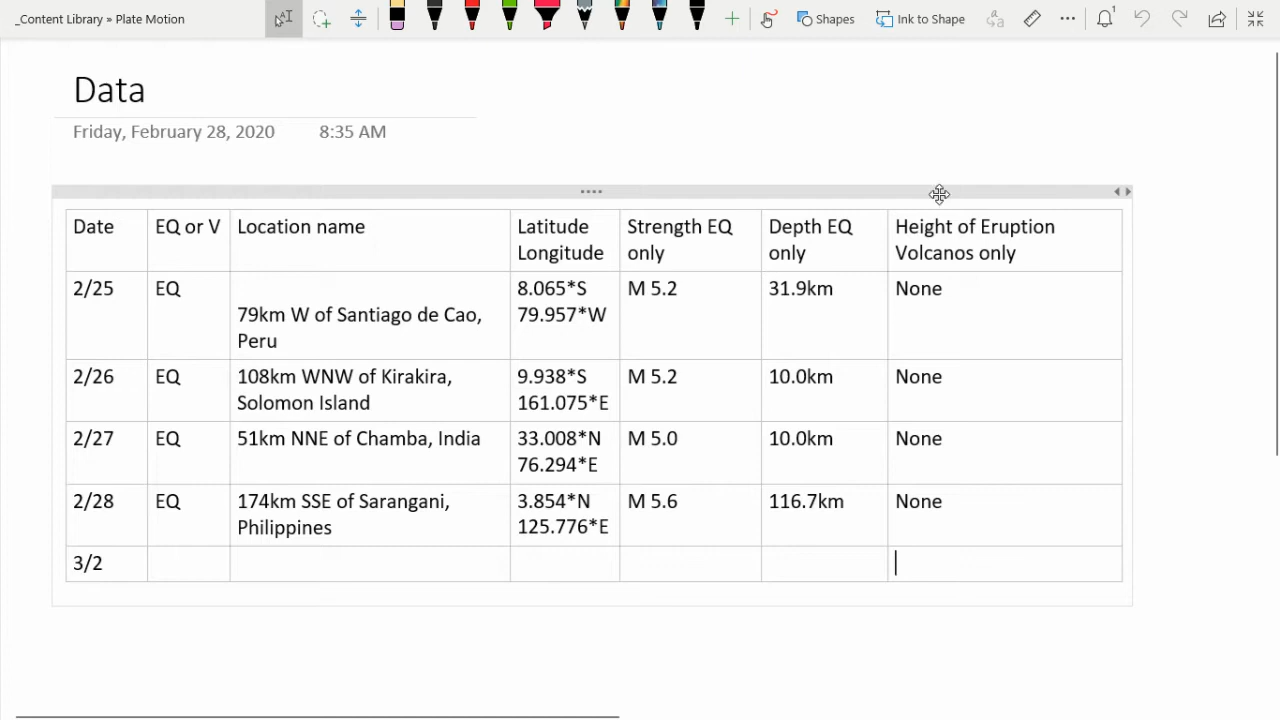 _Content Library » Plate Motion
Shapes
Ink to Shape
Data
Friday, February 28, 2020 8:35 AM
Date EQ or V Location name Latitude Longitude Strength EQ only Depth EQ only Height of Eruption Volcanos only
2/25 EQ 79km W of Santiago de Cao, Peru 8.065*S 79.957*W M 5.2 31.9km None
2/26 EQ 108km WNW of Kirakira, Solomon Island 9.938*S 161.075*E M 5.2 10.0km None
2/27 EQ 51km NNE of Chamba, India 33.008*N 76.294*E M 5.0 10.0km None
2/28 EQ 174km SSE of Sarangani, Philippines 3.854*N 125.776*E M 5.6 116.7km None
3/2